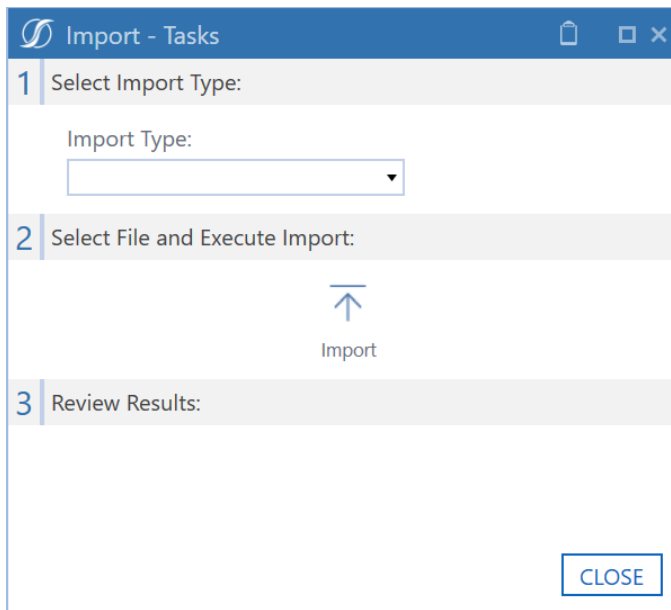 Import - Tasks
1 Select Import Type:
Import Type:
2 Select File and Execute Import:
Import
3 Review Results:
CLOSE